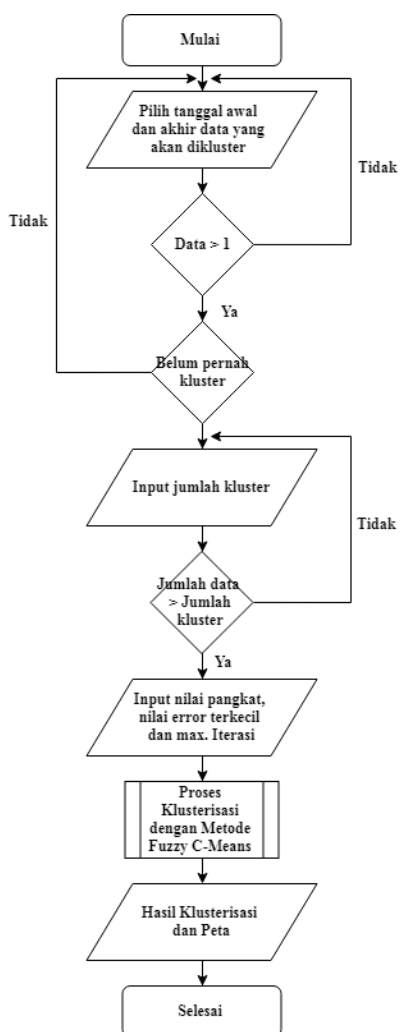 Mulai
Pilih tanggal awal
dan akhir data yang
akan dikluster
Tidak
Tidak
Data > 1
Ya
Belum pernah
kluster
Input jumlah kluster
Tidak
Jumlah data
> Jumlah
kluster
Ya
Input nilai pangkat,
nilai error terkecil
dan max. Iterasi
Proses
Klusterisasi
dengan Metode
Fuzzy C-Means
Hasil Klusterisasi
dan Peta
Selesai